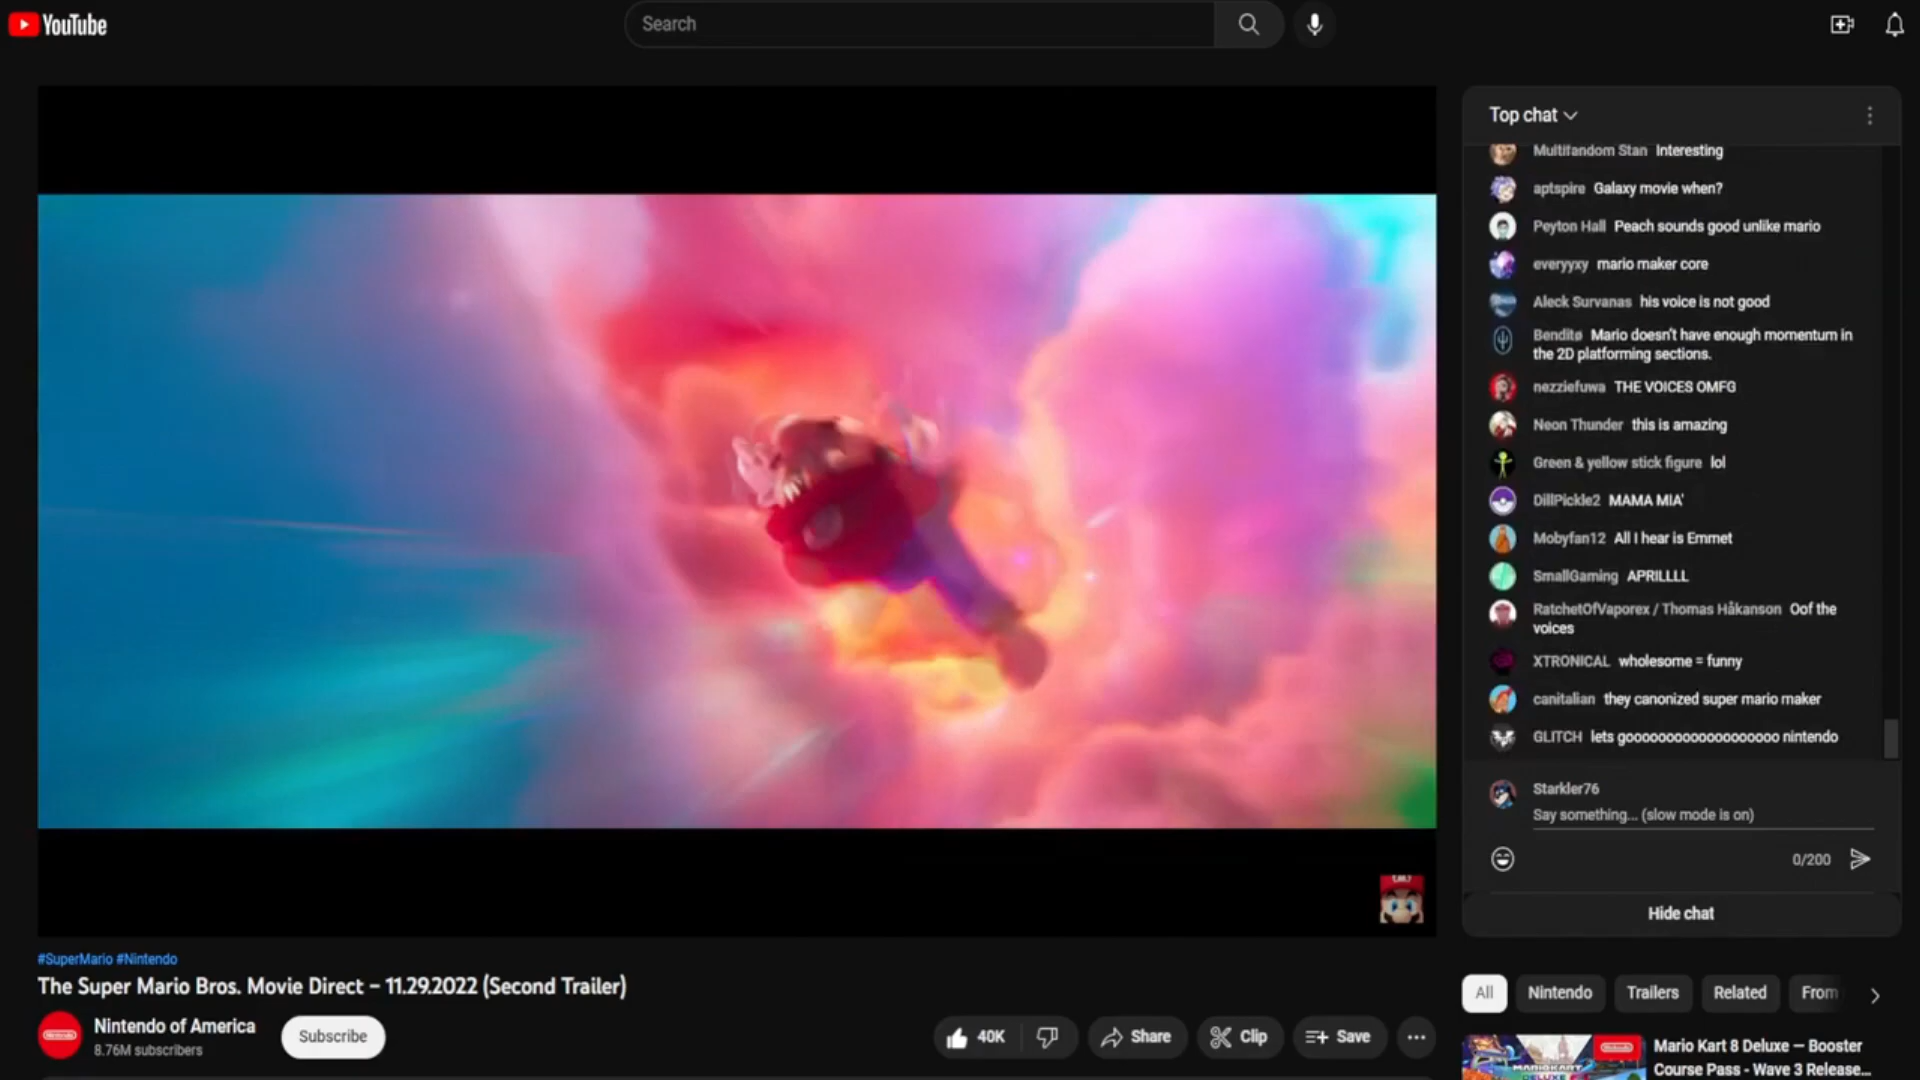 YouTube
Search
Top chat
Multifandom Stan Interesting
aptspire Galaxy movie when?
Peyton Hall Peach sounds good unlike mario
everyyxy mario maker core
Aleck Survanas his voice is not good
Benditø Mario doesn't have enough momentum in
the 2D platforming sections.
nezziefuwa THE VOICES OMFG
Neon Thunder this is amazing
Green & yellow stick figure lol
DillPickle2 MAMA MIA'
Mobyfan12 All I hear is Emmet
SmallGaming APRILLLL
RatchetOfVaporex / Thomas Håkanson Oof the
voices
XTRONICAL wholesome = funny
canitalian they canonized super mario maker
GLITCH lets gooooooooooooooooooo nintendo
Starkler76
Say something... (slow mode is on)
0/200
Hide chat
#SuperMario #Nintendo
The Super Mario Bros. Movie Direct – 11.29.2022 (Second Trailer)
Nintendo
Nintendo of America
8.76M subscribers
Subscribe
40K
Share
Clip
Save
All
Nintendo
Trailers
Related
From
Nintendo
MARIOKART
DELUXE
Mario Kart 8 Deluxe — Booster
Course Pass - Wave 3 Release...